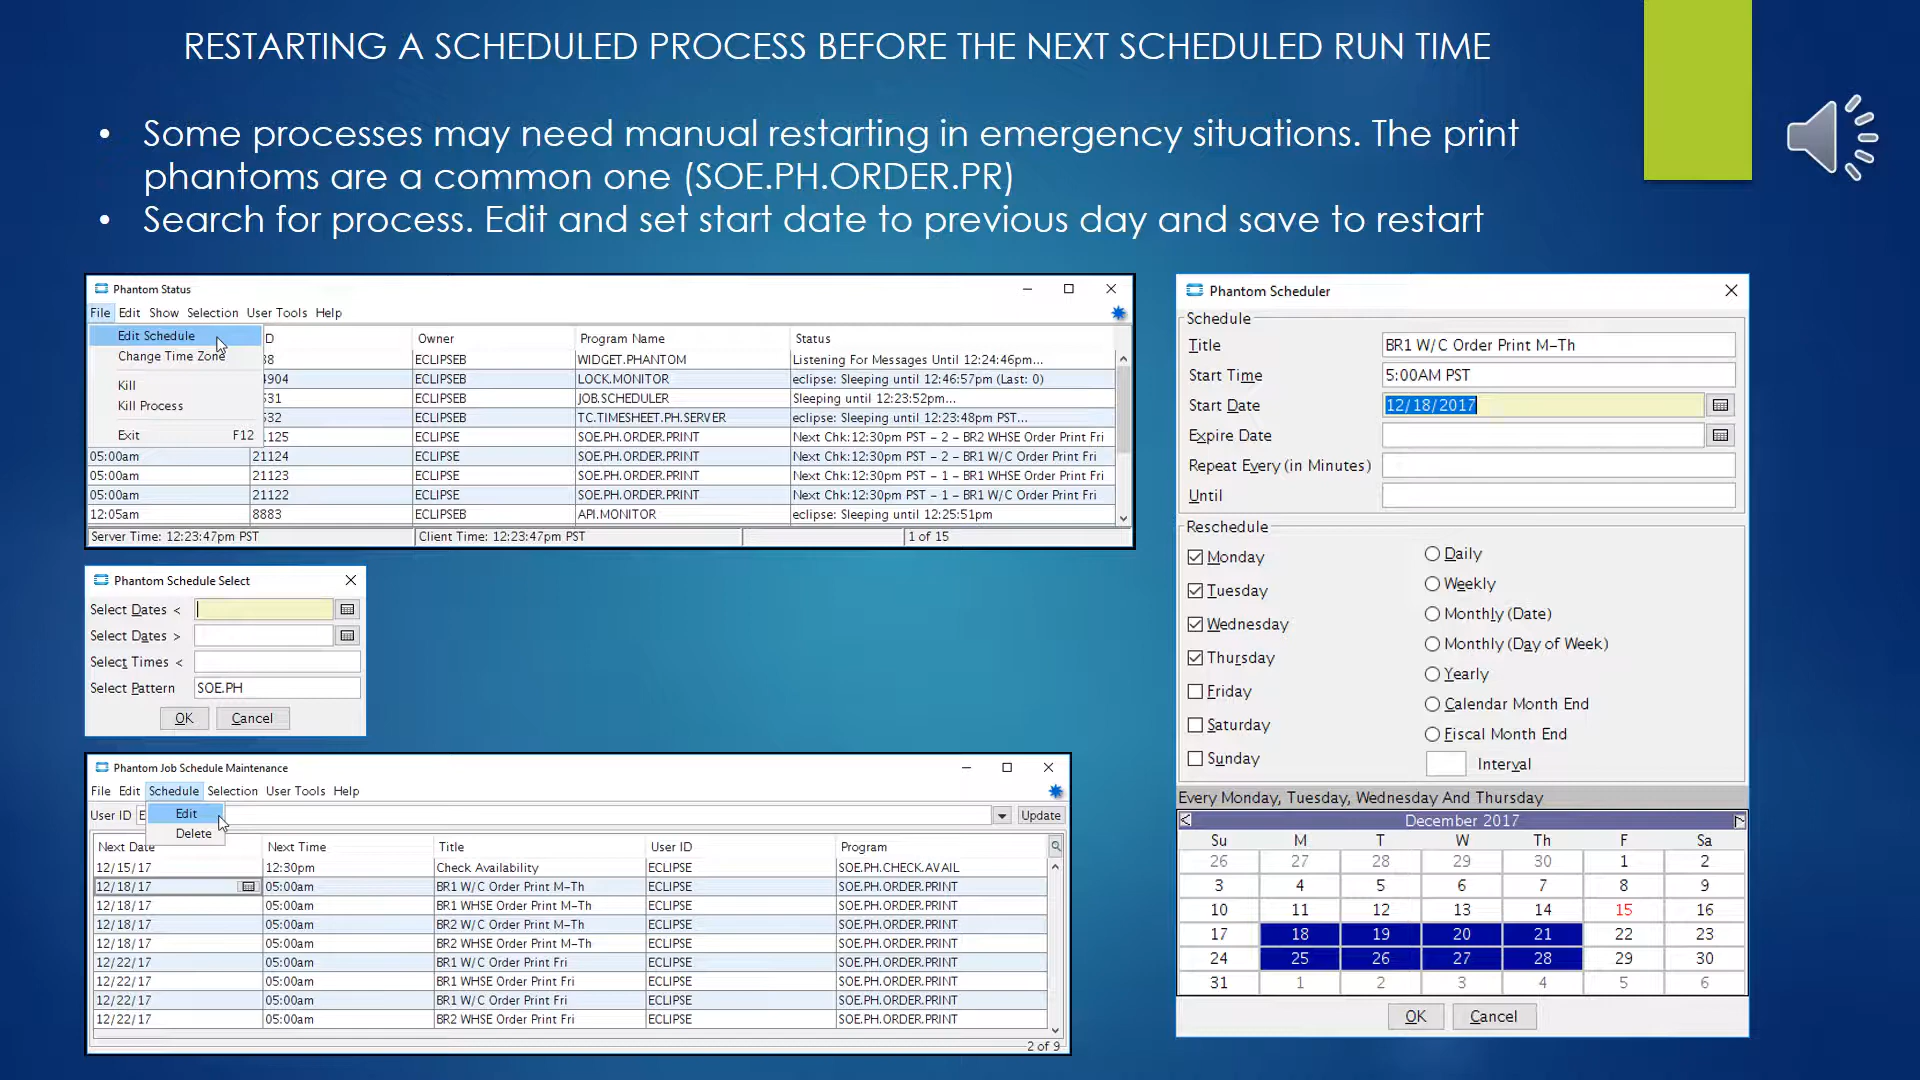 RESTARTING A SCHEDULED PROCESS BEFORE THE NEXT SCHEDULED RUN TIME
• Some processes may need manual restarting in emergency situations. The print
phantoms are a common one (SOE.PH.ORDER.PR)
• Search for process. Edit and set start date to previous day and save to restart
Phantom Status
File Edit Show Selection User Tools Help
Edit Schedule
Change Time Zone
Kill
Kill Process
Exit F12
D Owner Program Name Status
38 ECLIPSEB WIDGET.PHANTOM Listening For Messages Until 12:24:46pm...
4904 ECLIPSEB LOCK.MONITOR eclipse: Sleeping until 12:46:57pm (Last: 0)
531 ECLIPSEB JOB.SCHEDULER Sleeping until 12:23:52pm...
532 ECLIPSEB TC.TIMESHEET.PH.SERVER eclipse: Sleeping until 12:23:48pm PST...
125 ECLIPSE SOE.PH.ORDER.PRINT Next Chk:12:30pm PST - 2 - BR2 WHSE Order Print Fri
05:00am 21124 ECLIPSE SOE.PH.ORDER.PRINT Next Chk:12:30pm PST - 2 - BR1 W/C Order Print Fri
05:00am 21123 ECLIPSE SOE.PH.ORDER.PRINT Next Chk:12:30pm PST - 1 - BR1 WHSE Order Print Fri
05:00am 21122 ECLIPSE SOE.PH.ORDER.PRINT Next Chk:12:30pm PST - 1 - BR1 W/C Order Print Fri
12:05am 8883 ECLIPSEB API.MONITOR eclipse: Sleeping until 12:25:51pm
Server Time: 12:23:47pm PST Client Time: 12:23:47pm PST 1 of 15
Phantom Schedule Select
Select Dates <
Select Dates >
Select Times <
Select Pattern SOE.PH
OK Cancel
Phantom Job Schedule Maintenance
File Edit Schedule Selection User Tools Help
User ID E Update
Edit
Delete
Next Date Next Time Title User ID Program
12/15/17 12:30pm Check Availability ECLIPSE SOE.PH.CHECK.AVAIL
12/18/17 05:00am BR1 W/C Order Print M-Th ECLIPSE SOE.PH.ORDER.PRINT
12/18/17 05:00am BR1 WHSE Order Print M-Th ECLIPSE SOE.PH.ORDER.PRINT
12/18/17 05:00am BR2 W/C Order Print M-Th ECLIPSE SOE.PH.ORDER.PRINT
12/18/17 05:00am BR2 WHSE Order Print M-Th ECLIPSE SOE.PH.ORDER.PRINT
12/22/17 05:00am BR1 W/C Order Print Fri ECLIPSE SOE.PH.ORDER.PRINT
12/22/17 05:00am BR1 WHSE Order Print Fri ECLIPSE SOE.PH.ORDER.PRINT
12/22/17 05:00am BR1 W/C Order Print Fri ECLIPSE SOE.PH.ORDER.PRINT
12/22/17 05:00am BR2 WHSE Order Print Fri ECLIPSE SOE.PH.ORDER.PRINT
2 of 9
Phantom Scheduler
Schedule
Title BR1 W/C Order Print M-Th
Start Time 5:00AM PST
Start Date 12/18/2017
Expire Date
Repeat Every (in Minutes)
Until
Reschedule
Monday Daily
Tuesday Weekly
Wednesday Monthly (Date)
Thursday Monthly (Day of Week)
Friday Yearly
Saturday Calendar Month End
Sunday Fiscal Month End
Interval
Every Monday, Tuesday, Wednesday And Thursday
December 2017
Su M T W Th F Sa
26 27 28 29 30 1 2
3 4 5 6 7 8 9
10 11 12 13 14 15 16
17 18 19 20 21 22 23
24 25 26 27 28 29 30
31 1 2 3 4 5 6
OK Cancel